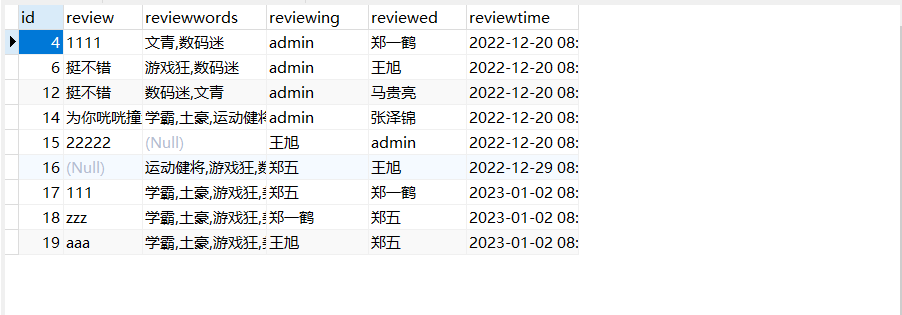 id review reviewwords reviewing reviewed reviewtime
4 1111 文青,数码迷 admin 郑一鹤 2022-12-20 08:
6 挺不错 游戏狂,数码迷 admin 王旭 2022-12-20 08:
12 挺不错 数码迷,文青 admin 马贵亮 2022-12-20 08:
14 为你咣咣撞 学霸,土豪,运动健将 admin 张泽锦 2022-12-20 08:
15 22222 (Null) 王旭 admin 2022-12-20 08:
16 (Null) 运动健将,游戏狂,数 郑五 王旭 2022-12-29 08:
17 111 学霸,土豪,游戏狂, 郑五 郑一鹤 2023-01-02 08:
18 zzz 学霸,土豪,游戏狂, 郑一鹤 郑五 2023-01-02 08:
19 aaa 学霸,土豪,游戏狂, 王旭 郑五 2023-01-02 08: